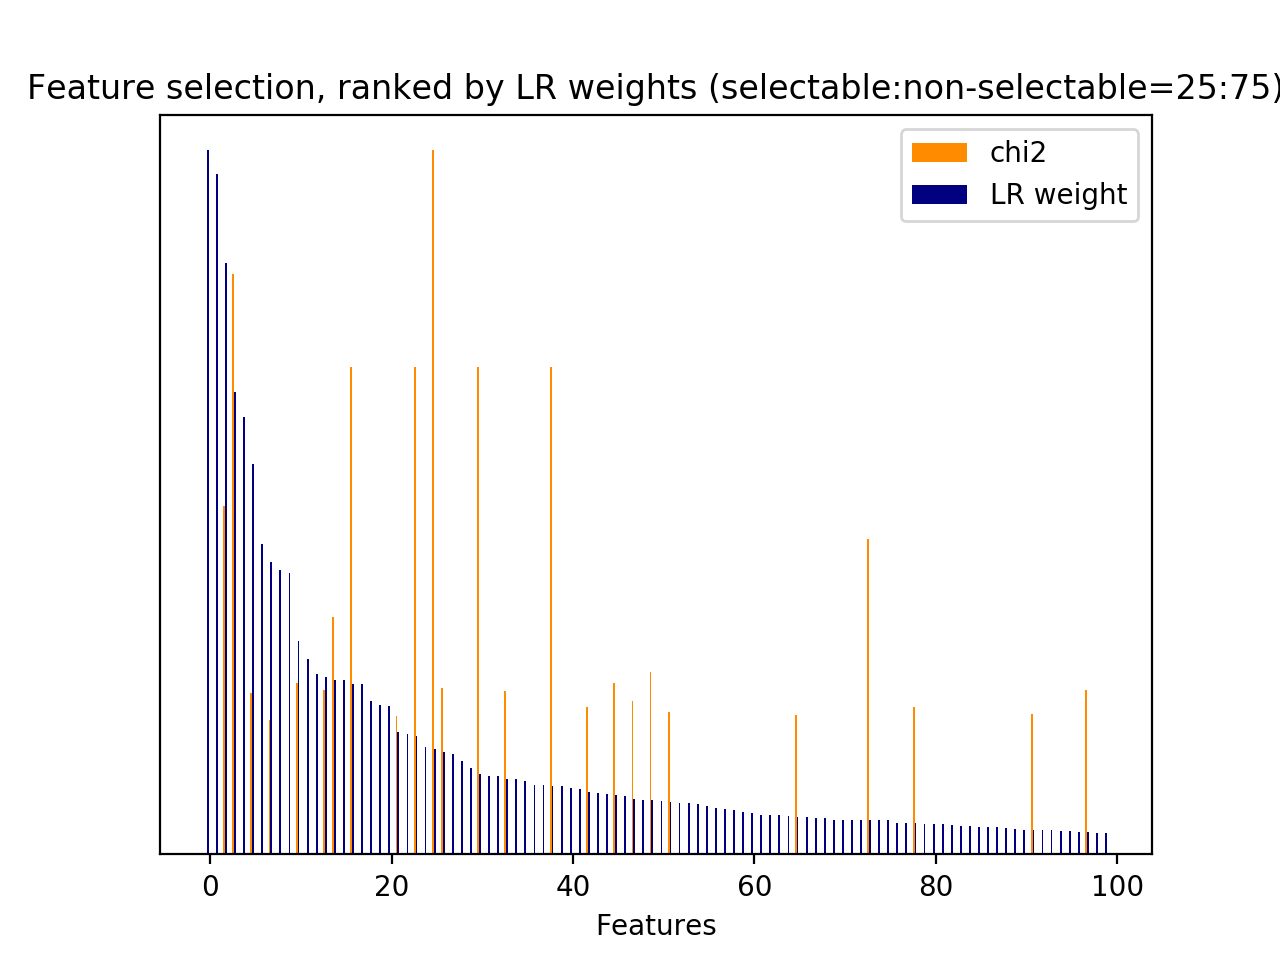 Feature selection, ranked by LR weights (selectable:non-selectable=25:75)
chi2
LR weight
0 20 40 60 80 100
Features